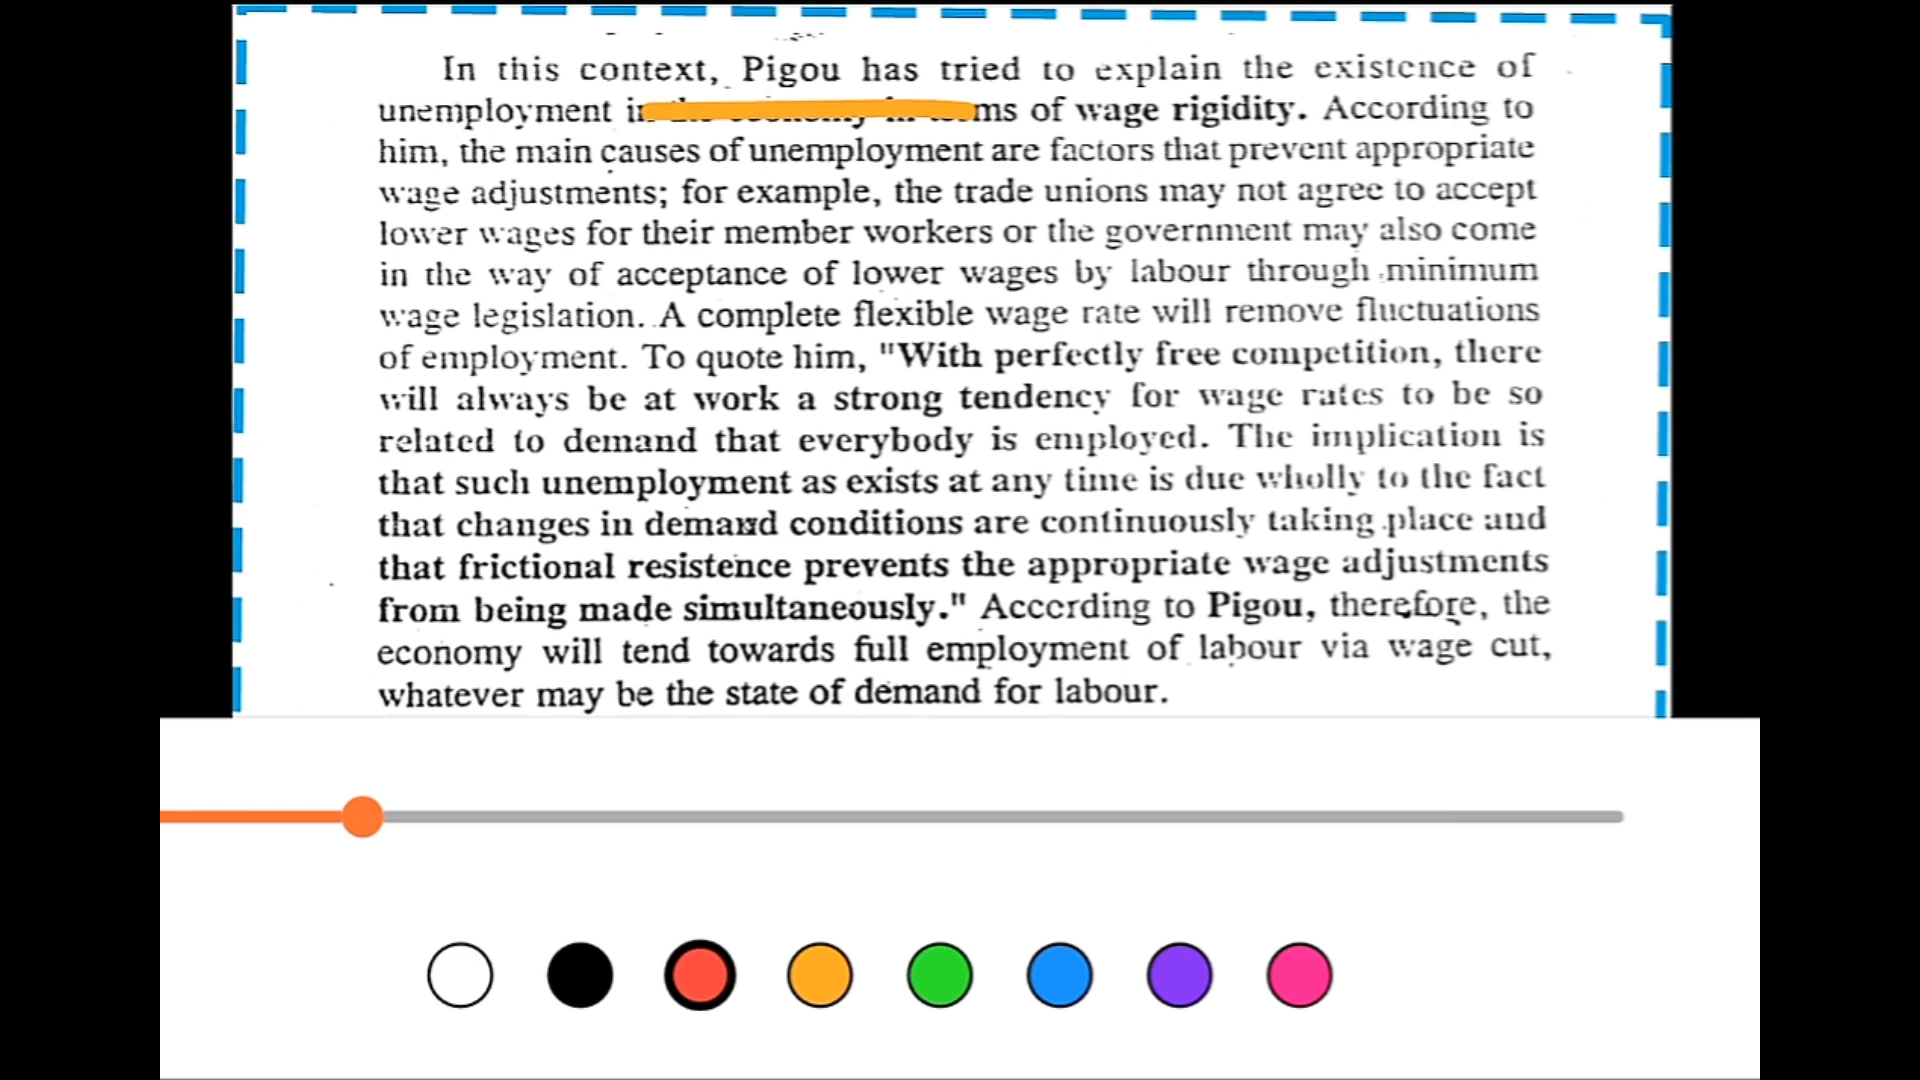 In this context, Pigou has tried to explain the existence of
unemployment in the economy in terms of wage rigidity. According to
him, the main causes of unemployment are factors that prevent appropriate
wage adjustments; for example, the trade unions may not agree to accept
lower wages for their member workers or the government may also come
in the way of acceptance of lower wages by labour through minimum
wage legislation. A complete flexible wage rate will remove fluctuations
of employment. To quote him, "With perfectly free competition, there
will always be at work a strong tendency for wage rates to be so
related to demand that everybody is employed. The implication is
that such unemployment as exists at any time is due wholly to the fact
that changes in demand conditions are continuously taking place and
that frictional resistence prevents the appropriate wage adjustments
from being made simultaneously." According to Pigou, therefore, the
economy will tend towards full employment of labour via wage cut,
whatever may be the state of demand for labour.